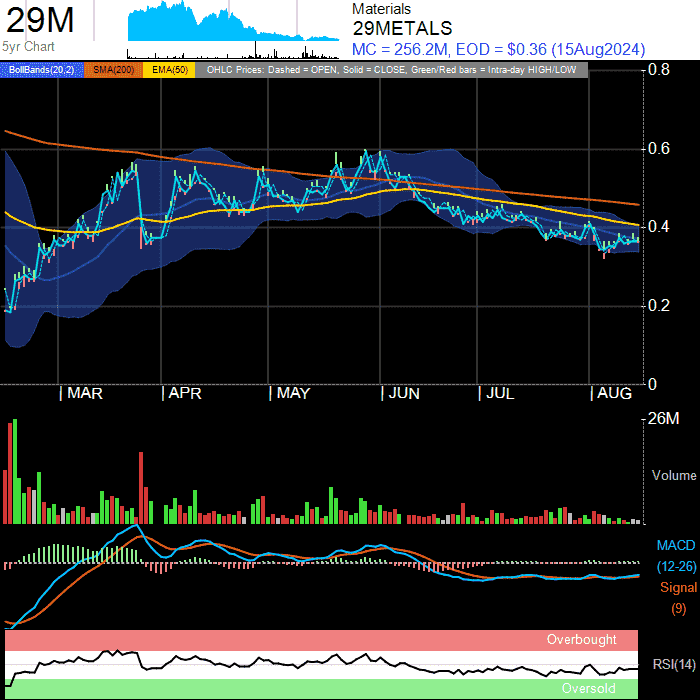 29M
5yr Chart
Materials
29METALS
MC = 256.2M, EOD = $0.36 (15Aug2024)
BollBands(20,2) SMA(200) EMA(50) OHLC Prices: Dashed = OPEN, Solid = CLOSE, Green/Red bars = Intra-day HIGH/LOW
0.8
0.6
0.4
0.2
0
MAR APR MAY JUN JUL AUG
26M
Volume
MACD
(12-26)
Signal
(9)
Overbought
RSI(14)
Oversold